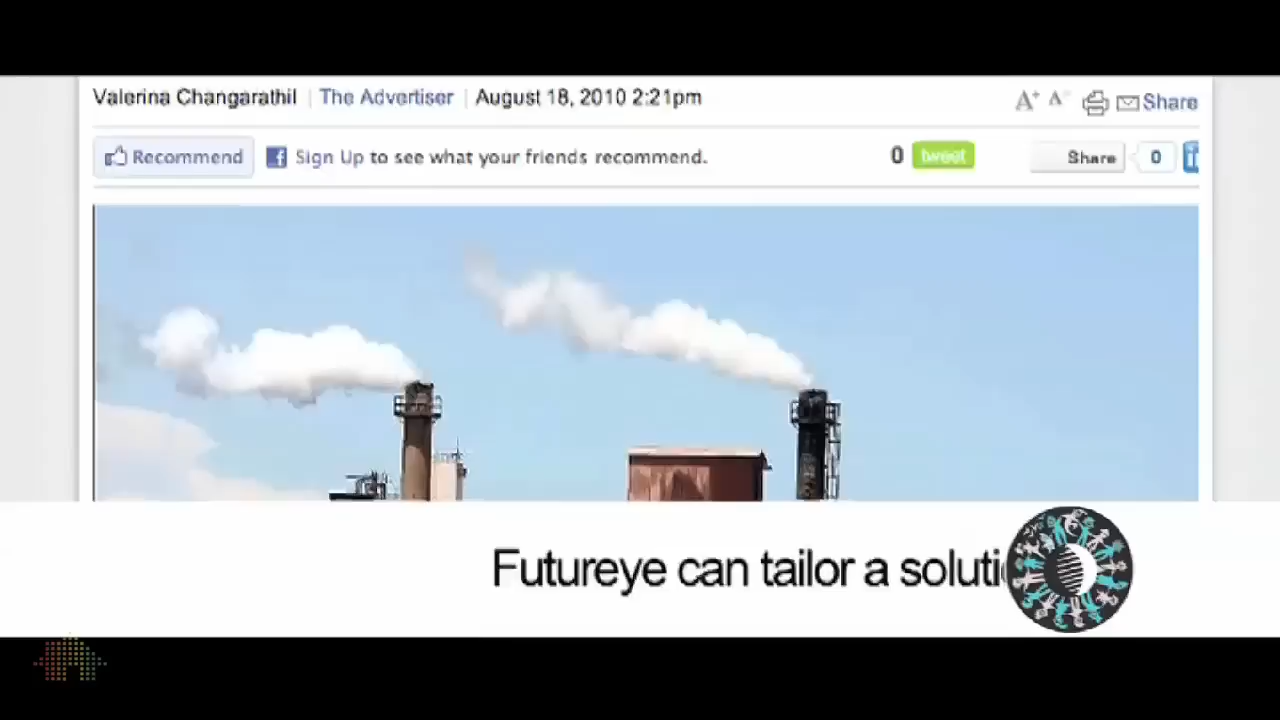 Valerina Changarathil | The Advertiser | August 18, 2010 2:21pm
A+ A- Share
Recommend Sign Up to see what your friends recommend. 0 tweet Share 0 in
Futureye can tailor a soluti